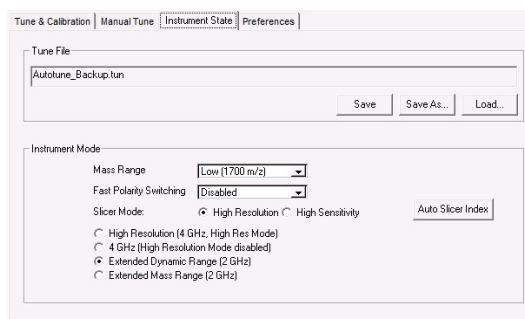 Tune & Calibration Manual Tune Instrument State Preferences
Tune File
Autotune_Backup.tun
Save Save As... Load...
Instrument Mode
Mass Range Low (1700 m/z)
Fast Polarity Switching Disabled
Slicer Mode: High Resolution High Sensitivity Auto Slicer Index
High Resolution (4 GHz, High Res Mode)
4 GHz (High Resolution Mode disabled)
Extended Dynamic Range (2 GHz)
Extended Mass Range (2 GHz)